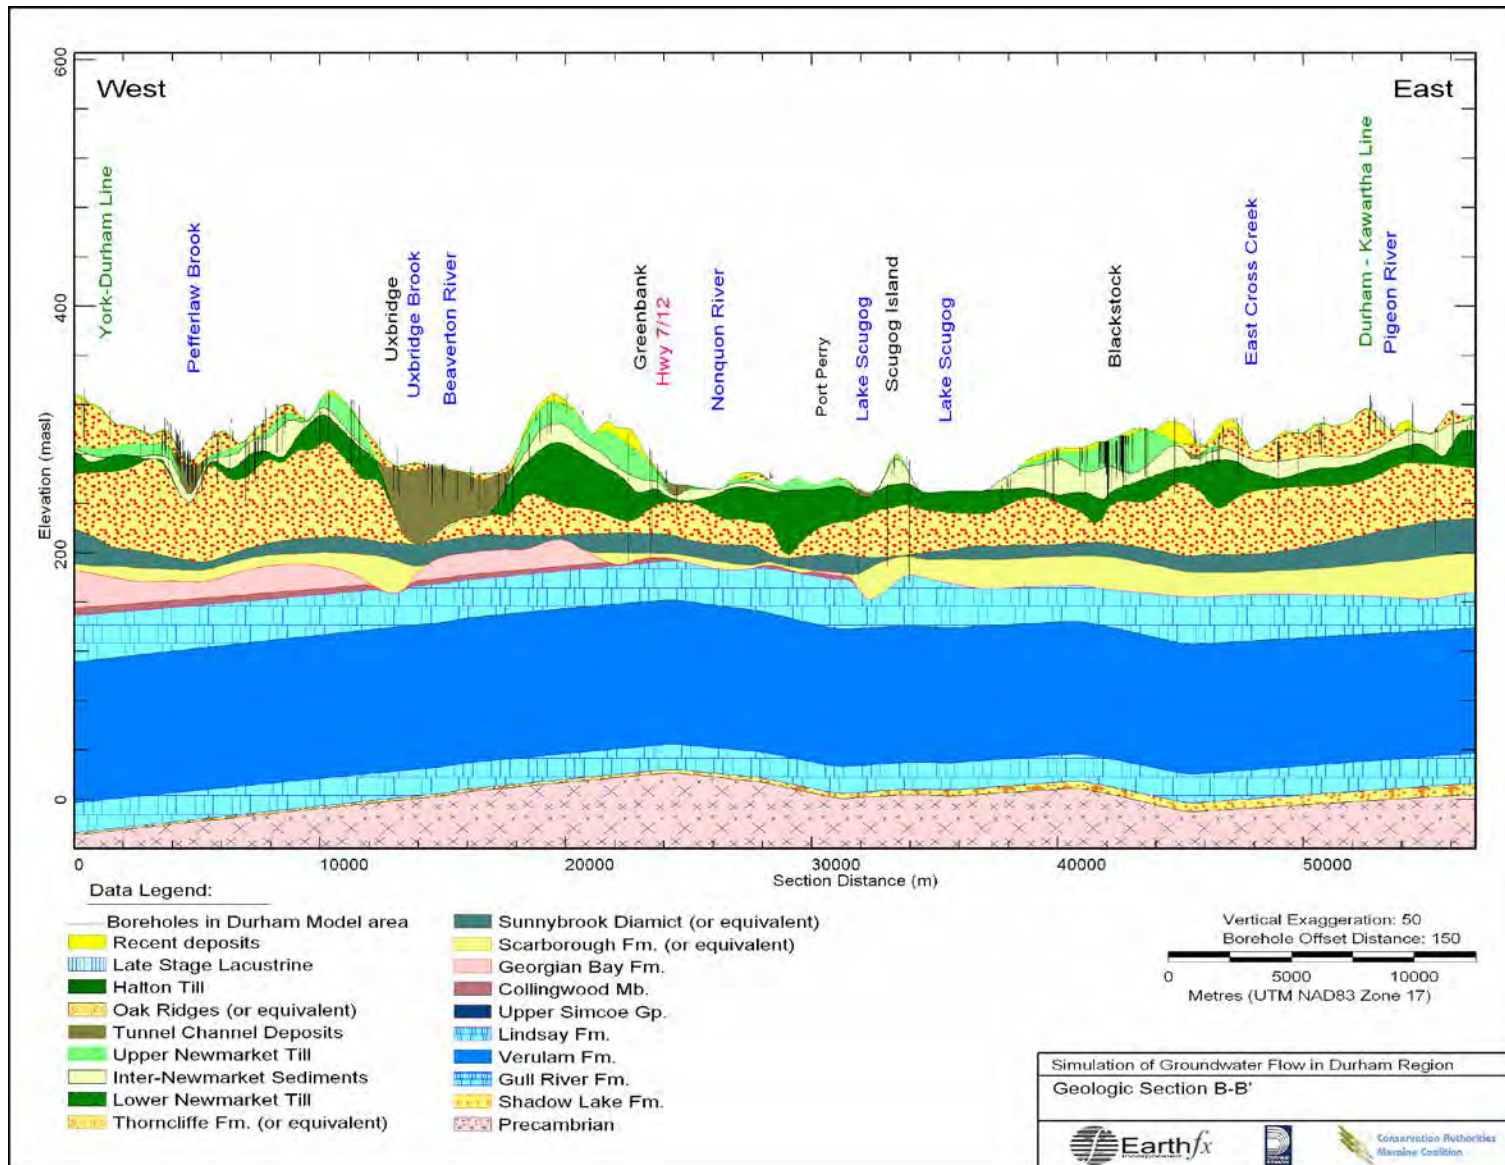 600
West
East
York-Durham Line
Pefferlaw Brook
Uxbridge
Uxbridge Brook
Beaverton River
Greenbank
Hwy 7/12
Nonquon River
Port Perry
Lake Scugog
Scugog Island
Lake Scugog
Blackstock
East Cross Creek
Durham - Kawartha Line
Pigeon River
400
Elevation (masl)
200
0
0 10000 20000 30000 40000 50000
Section Distance (m)
Data Legend:
Boreholes in Durham Model area
Recent deposits
Late Stage Lacustrine
Halton Till
Oak Ridges (or equivalent)
Tunnel Channel Deposits
Upper Newmarket Till
Inter-Newmarket Sediments
Lower Newmarket Till
Thorncliffe Fm. (or equivalent)
Sunnybrook Diamict (or equivalent)
Scarborough Fm. (or equivalent)
Georgian Bay Fm.
Collingwood Mb.
Upper Simcoe Gp.
Lindsay Fm.
Verulam Fm.
Gull River Fm.
Shadow Lake Fm.
Precambrian
Vertical Exaggeration: 50
Borehole Offset Distance: 150
0 5000 10000
Metres (UTM NAD83 Zone 17)
Simulation of Groundwater Flow in Durham Region
Geologic Section B-B'
Earthfx
Conservation Authorities
Moraine Coalition